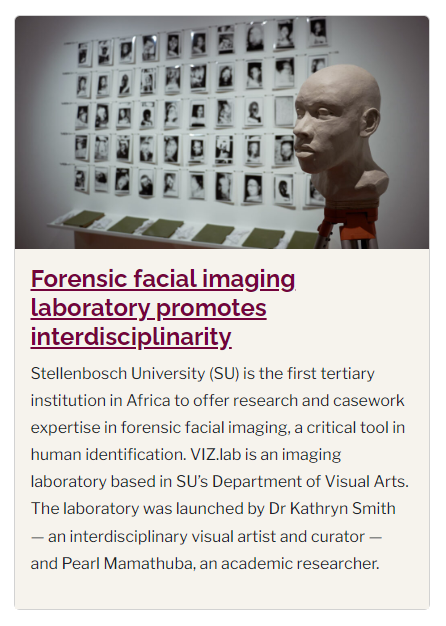 Forensic facial imaging
laboratory promotes
interdisciplinarity
Stellenbosch University (SU) is the first tertiary
institution in Africa to offer research and casework
expertise in forensic facial imaging, a critical tool in
human identification. VIZ.lab is an imaging
laboratory based in SU’s Department of Visual Arts.
The laboratory was launched by Dr Kathryn Smith
— an interdisciplinary visual artist and curator —
and Pearl Mamathuba, an academic researcher.